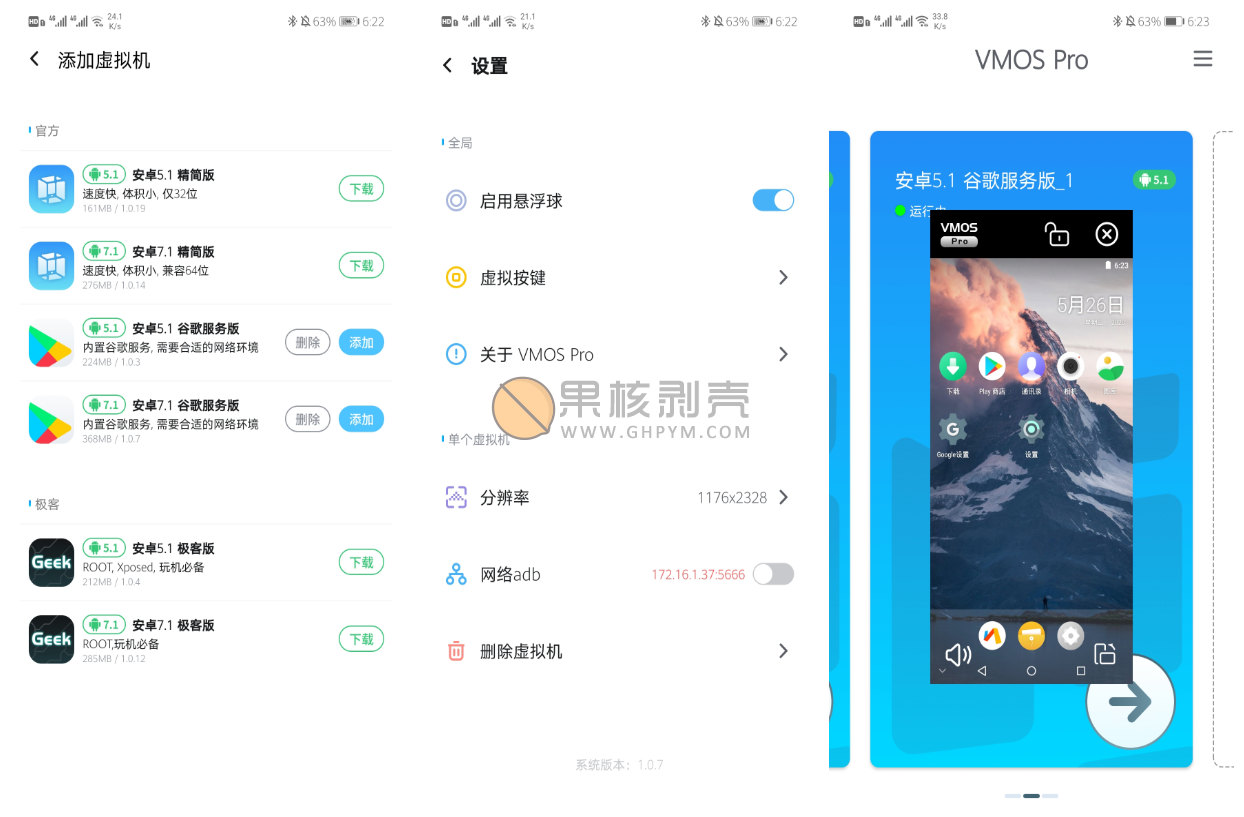 HD 4G 4G 24.1 K/s 63% 6:22
添加虚拟机
官方
5.1 安卓5.1 精简版
速度快, 体积小, 仅32位
161MB / 1.0.19
下载
7.1 安卓7.1 精简版
速度快, 体积小, 兼容64位
276MB / 1.0.14
下载
5.1 安卓5.1 谷歌服务版
内置谷歌服务, 需要合适的网络环境
224MB / 1.0.3
删除 添加
7.1 安卓7.1 谷歌服务版
内置谷歌服务, 需要合适的网络环境
368MB / 1.0.7
删除 添加
极客
Geek
5.1 安卓5.1 极客版
ROOT, Xposed, 玩机必备
212MB / 1.0.4
下载
Geek
7.1 安卓7.1 极客版
ROOT,玩机必备
285MB / 1.0.12
下载
HD 4G 4G 21.1 K/s 63% 6:22
设置
全局
启用悬浮球
虚拟按键
关于 VMOS Pro
果核剥壳
WWW.GHPYM.COM
单个虚拟机
分辨率 1176x2328
网络adb 172.16.1.37:5666
删除虚拟机
系统版本: 1.0.7
HD 4G 4G 33.8 K/s 63% 6:23
VMOS Pro
安卓5.1 谷歌服务版_1
5.1
运行中
VMOS
Pro
6:23
5月26日
下载 Play 商店 通讯录 相机
G
Google设置 设置